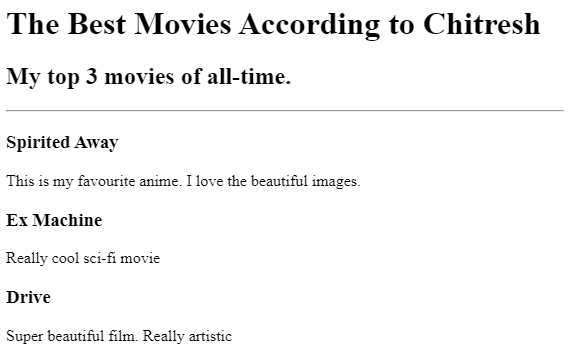 The Best Movies According to Chitresh
My top 3 movies of all-time.
Spirited Away
This is my favourite anime. I love the beautiful images.
Ex Machine
Really cool sci-fi movie
Drive
Super beautiful film. Really artistic